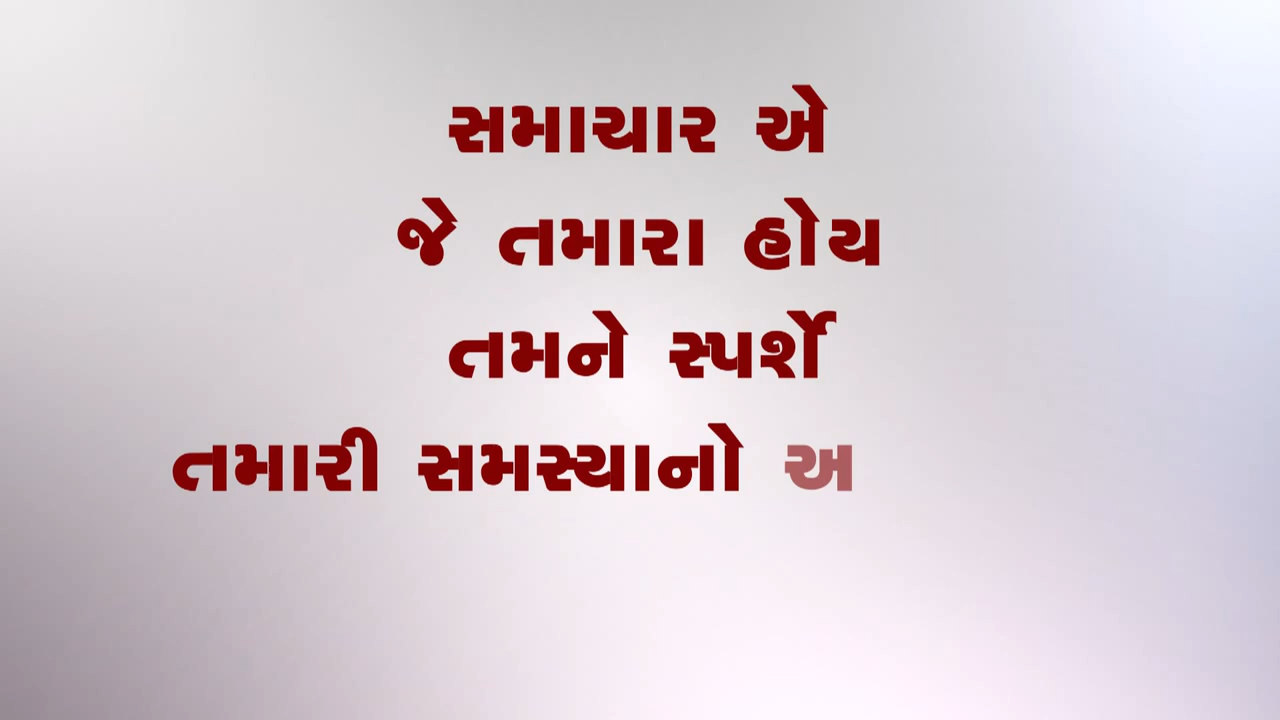 સમાચાર એ
જે તમારા હોય
તમને સ્પર્શે
તમારી સમસ્યાનો અ